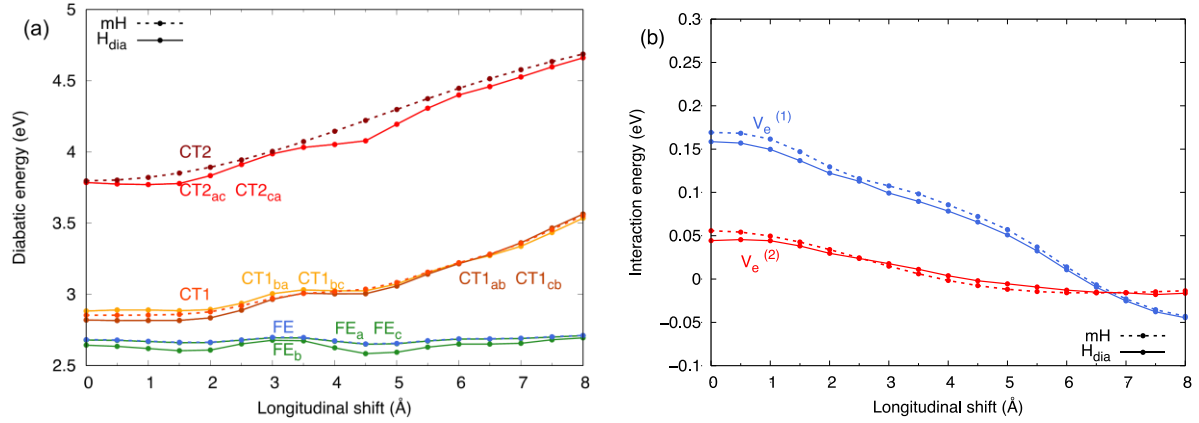 (a)
mH
H_dia
5
4.5
4
3.5
3
2.5
Diabatic energy (eV)
CT2
CT2_ac CT2_ca
CT1_ba CT1_bc
CT1
CT1_ab CT1_cb
FE
FE_a FE_c
FE_b
0 1 2 3 4 5 6 7 8
Longitudinal shift (Å)
(b)
0.3
0.25
0.2
0.15
0.1
0.05
0
−0.05
−0.1
Interaction energy (eV)
V_e^(1)
V_e^(2)
mH
H_dia
0 1 2 3 4 5 6 7 8
Longitudinal shift (Å)